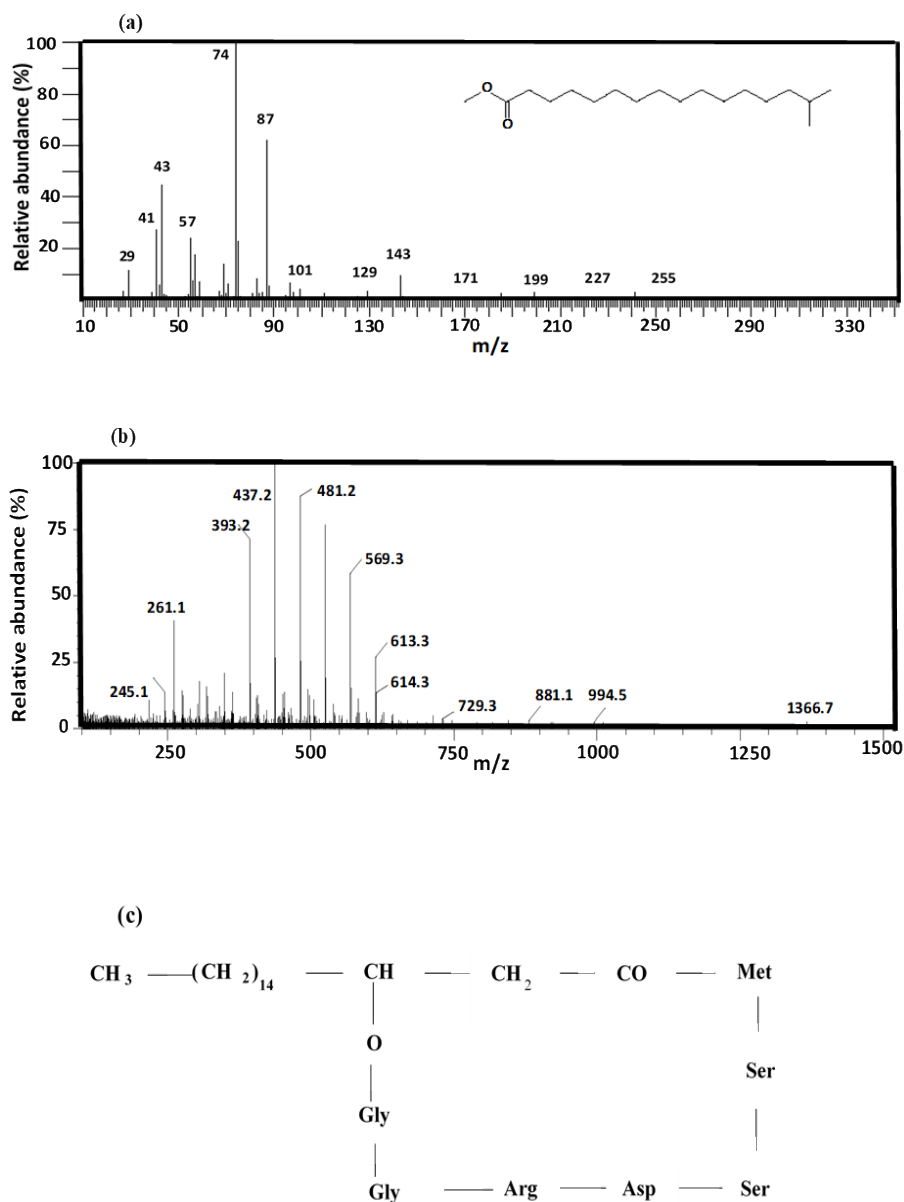 (a)
100
80
60
40
20
Relative abundance (%)
74
87
43
41
57
29
101
129
143
171
199
227
255
O
O
10 50 90 130 170 210 250 290 330
m/z
(b)
100
75
50
25
0
Relative abundance (%)
437.2
481.2
393.2
569.3
261.1
613.3
245.1
614.3
729.3
881.1
994.5
1366.7
250 500 750 1000 1250 1500
m/z
(c)
CH3 (CH2)14 CH CH2 CO Met
O Ser
Gly
Gly Arg Asp Ser